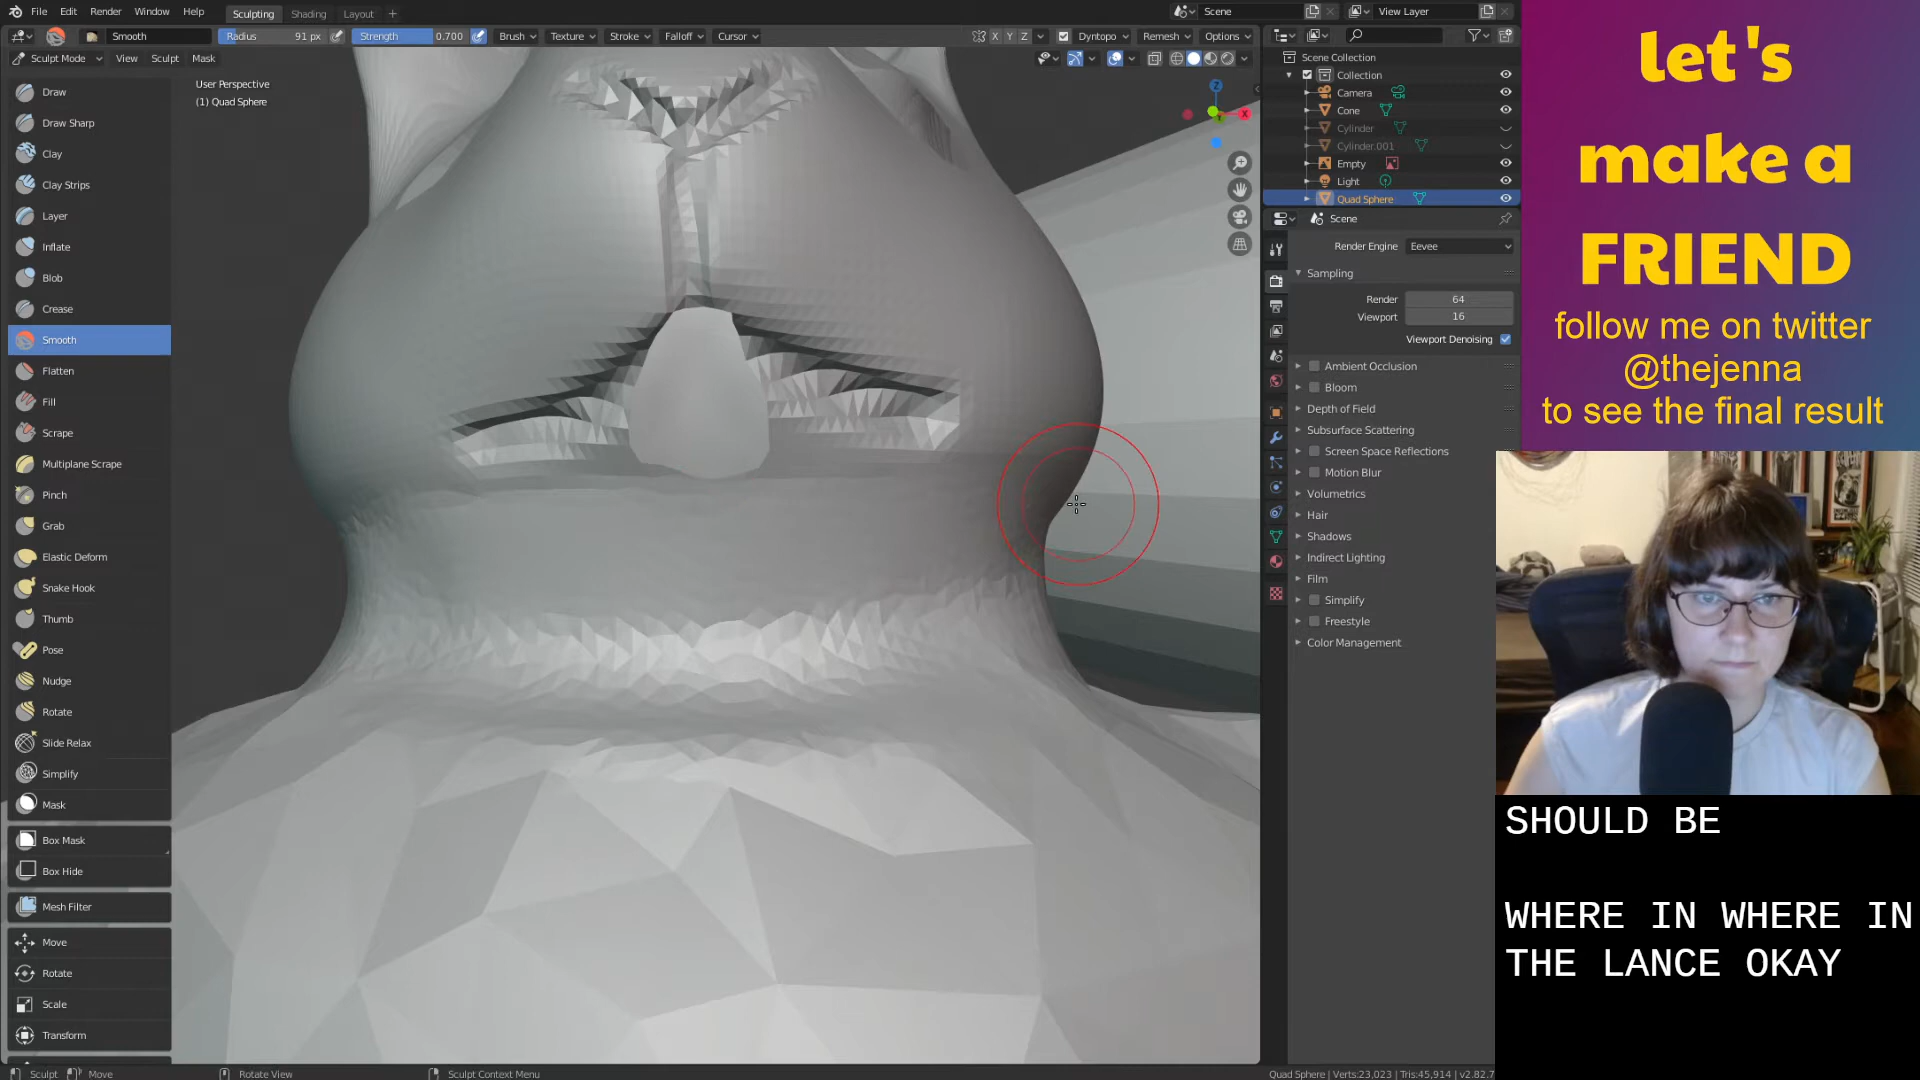 File Edit Render Window Help Sculpting Shading Layout + Scene View Layer
Smooth Radius 91 px Strength 0.700 Brush Texture Stroke Falloff Cursor X Y Z Dyntopo Remesh Options
Sculpt Mode View Sculpt Mask
User Perspective
(1) Quad Sphere
Draw
Draw Sharp
Clay
Clay Strips
Layer
Inflate
Blob
Crease
Smooth
Flatten
Fill
Scrape
Multiplane Scrape
Pinch
Grab
Elastic Deform
Snake Hook
Thumb
Pose
Nudge
Rotate
Slide Relax
Simplify
Mask
Box Mask
Box Hide
Mesh Filter
Move
Rotate
Scale
Transform
Sculpt Move Rotate View Sculpt Context Menu
Quad Sphere | Verts:23,023 | Tris:45,914 | v2.82.7
Scene Collection
Collection
Camera
Cone
Cylinder
Cylinder.001
Empty
Light
Quad Sphere
Scene
Render Engine Eevee
Sampling
Render 64
Viewport 16
Viewport Denoising
Ambient Occlusion
Bloom
Depth of Field
Subsurface Scattering
Screen Space Reflections
Motion Blur
Volumetrics
Hair
Shadows
Indirect Lighting
Film
Simplify
Freestyle
Color Management
let's
make a
FRIEND
follow me on twitter
@thejenna
to see the final result
SHOULD BE
WHERE IN WHERE IN
THE LANCE OKAY